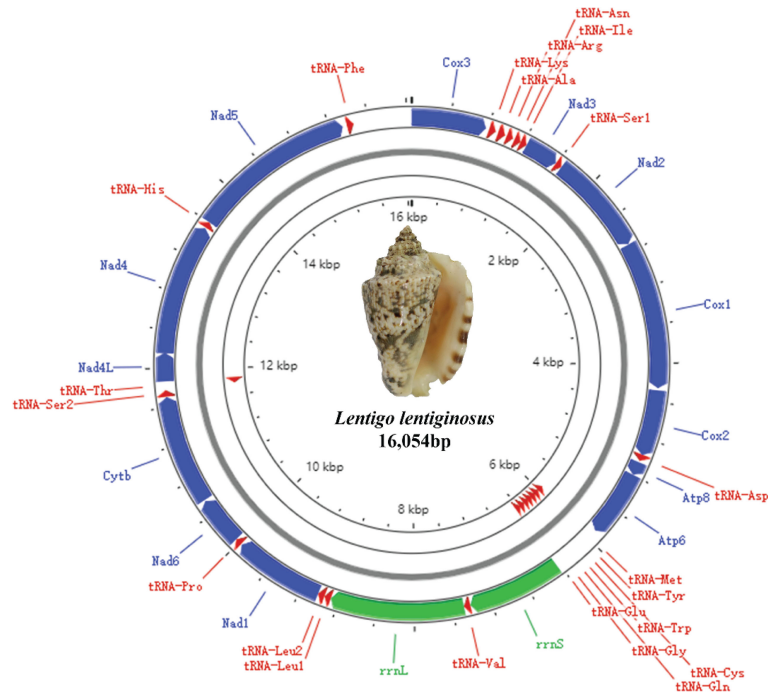 tRNA-Asn
tRNA-Ile
tRNA-Arg
tRNA-Lys
tRNA-Ala
Cox3
tRNA-Phe
Nad3
tRNA-Ser1
Nad5
Nad2
tRNA-His
16 kbp
14 kbp
2 kbp
Nad4
Cox1
Nad4L
12 kbp
4 kbp
tRNA-Thr
tRNA-Ser2
Lentigo lentiginosus
16,054bp
Cox2
Cytb
10 kbp
6 kbp
tRNA-Asp
Atp8
8 kbp
Atp6
Nad6
tRNA-Pro
tRNA-Met
tRNA-Tyr
tRNA-Glu
tRNA-Trp
Nad1
tRNA-Gly
rrnS
tRNA-Leu2
tRNA-Leu1
rrnL
tRNA-Val
tRNA-Cys
tRNA-Gln